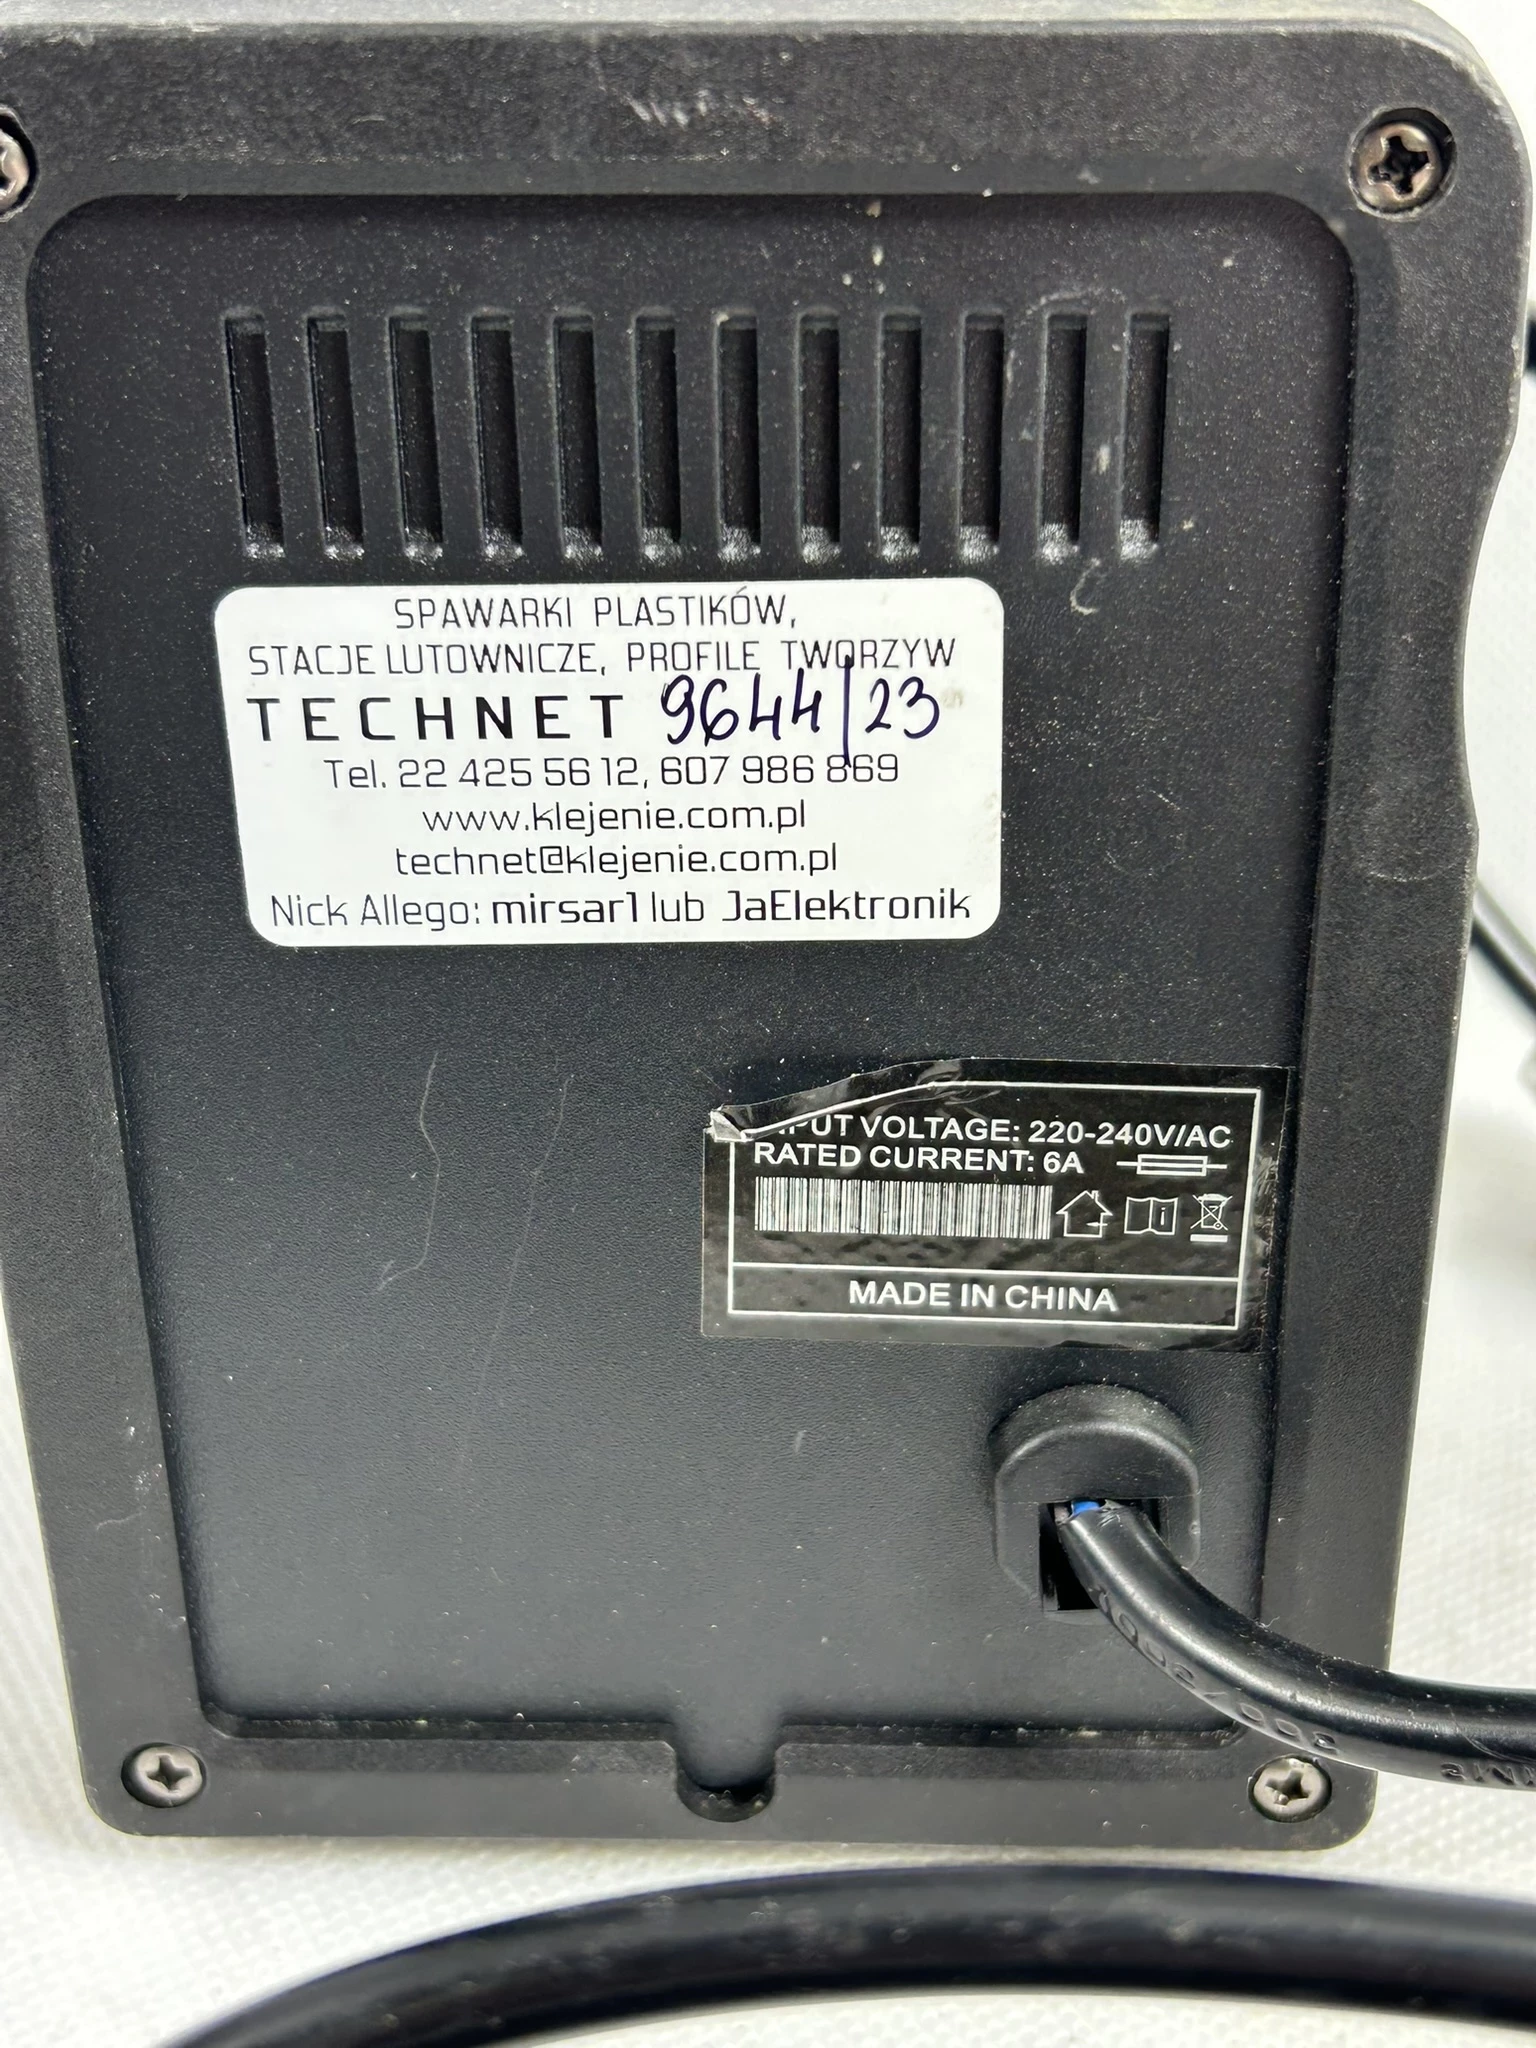 SPAWARKI PLASTIKÓW,
STACJE LUTOWNICZE, PROFILE TWORZYW
TECHNET 9644/23
Tel. 22 425 56 12, 607 986 869
www.klejenie.com.pl
technet@klejenie.com.pl
Nick Allego: mirsar1 lub JaElektronik
INPUT VOLTAGE: 220-240V/AC
RATED CURRENT: 6A
MADE IN CHINA